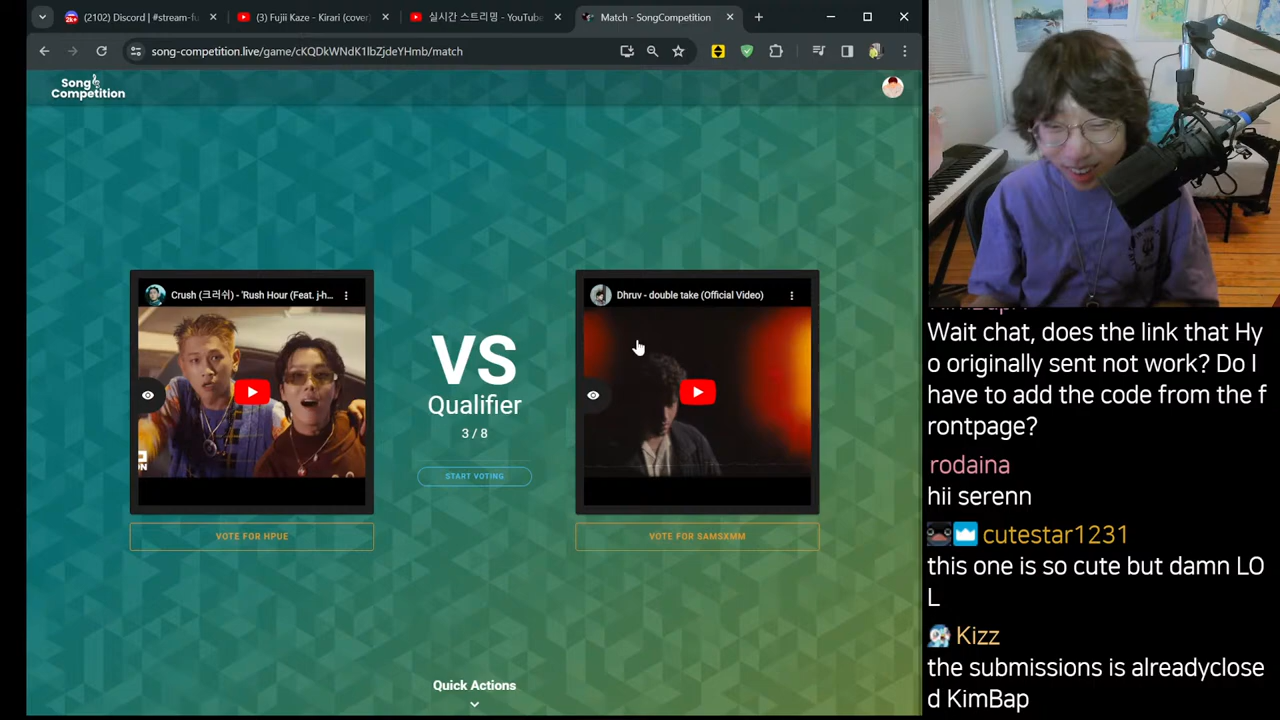 (2102) Discord | #stream-fu
(3) Fujii Kaze - Kirari (cover)
실시간 스트리밍 - YouTube
Match - SongCompetition
song-competition.live/game/cKQDkWNdK1lbZjdeYHmb/match
Song
Competition
Crush (크러쉬) - 'Rush Hour (Feat. j-h...
Dhruv - double take (Official Video)
VS
Qualifier
3 / 8
START VOTING
VOTE FOR HPUE
VOTE FOR SAMSXMM
Quick Actions
Wait chat, does the link that Hy
o originally sent not work? Do I
have to add the code from the f
rontpage?
rodaina
hii serenn
cutestar1231
this one is so cute but damn LO
L
Kizz
the submissions is alreadyclose
d KimBap